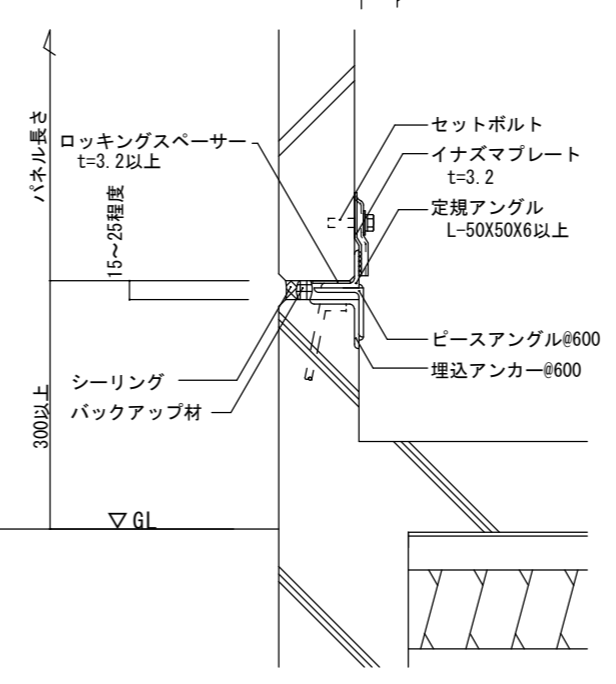 パネル長さ
ロッキングスペーサー
t=3.2以上
15～25程度
セットボルト
イナズマプレート
t=3.2
定規アングル
L-50X50X6以上
ピースアングル@600
埋込アンカー@600
シーリング
バックアップ材
300以上
▽GL